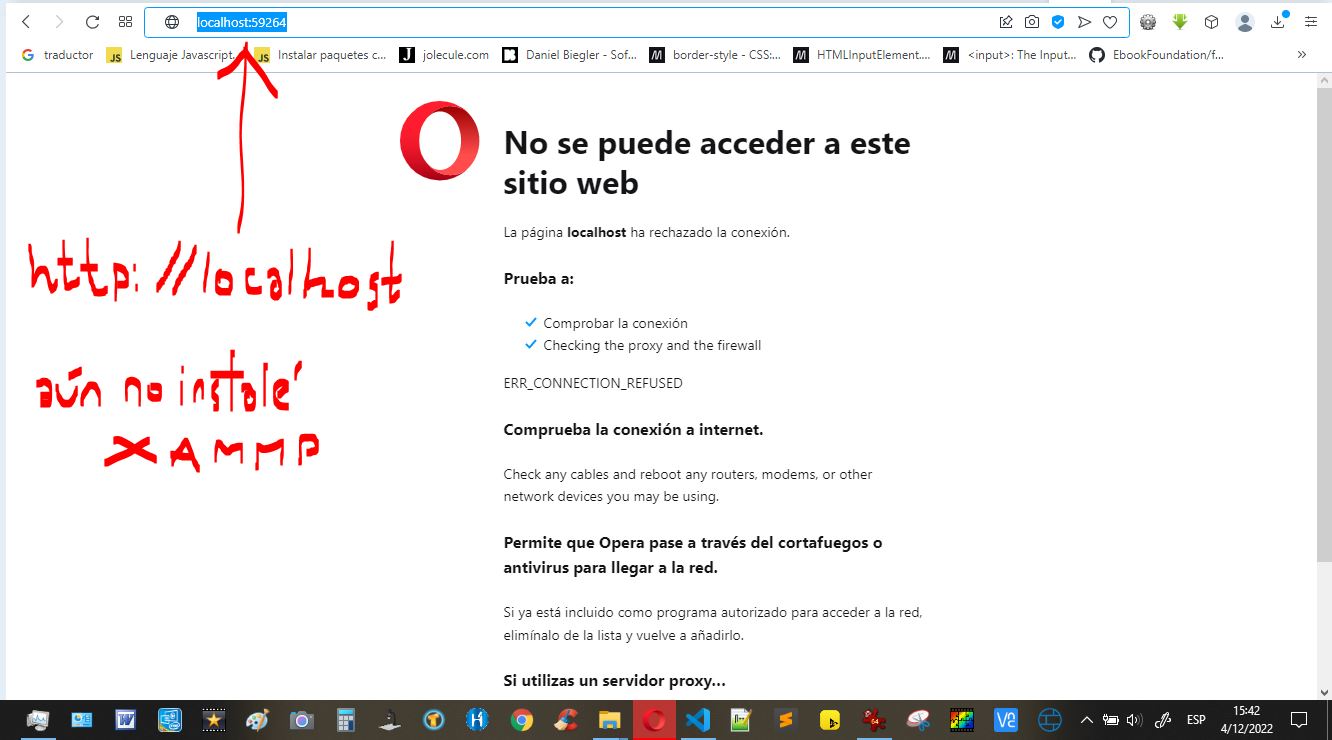 localhost:59264
traductor
Lenguaje Javascript.
Instalar paquetes c...
jolecule.com
Daniel Biegler - Sof...
border-style - CSS:...
HTMLInputElement....
<input>: The Input...
EbookFoundation/f...
No se puede acceder a este
sitio web
La página localhost ha rechazado la conexión.
http://localhost
Prueba a:
Comprobar la conexión
Checking the proxy and the firewall
ERR_CONNECTION_REFUSED
aún no instalé
XAMMP
Comprueba la conexión a internet.
Check any cables and reboot any routers, modems, or other
network devices you may be using.
Permite que Opera pase a través del cortafuegos o
antivirus para llegar a la red.
Si ya está incluido como programa autorizado para acceder a la red,
elimínalo de la lista y vuelve a añadirlo.
Si utilizas un servidor proxy...
ESP
15:42
4/12/2022